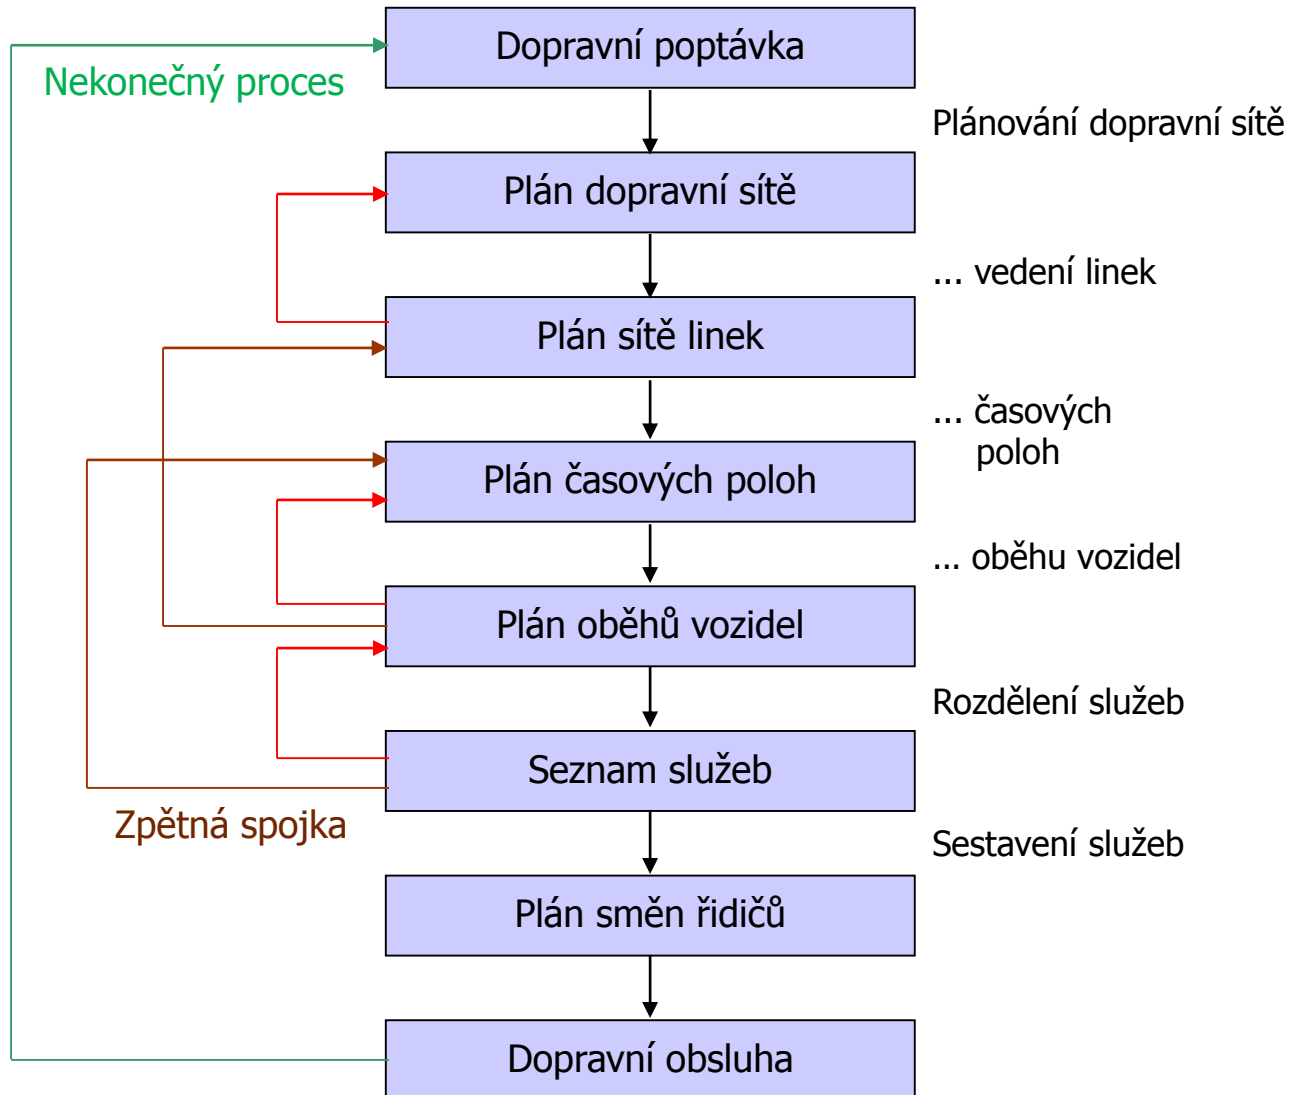 Dopravní poptávka
Nekonečný proces
Plánování dopravní sítě
Plán dopravní sítě
... vedení linek
Plán sítě linek
... časových
poloh
Plán časových poloh
... oběhu vozidel
Plán oběhů vozidel
Rozdělení služeb
Seznam služeb
Zpětná spojka
Sestavení služeb
Plán směn řidičů
Dopravní obsluha